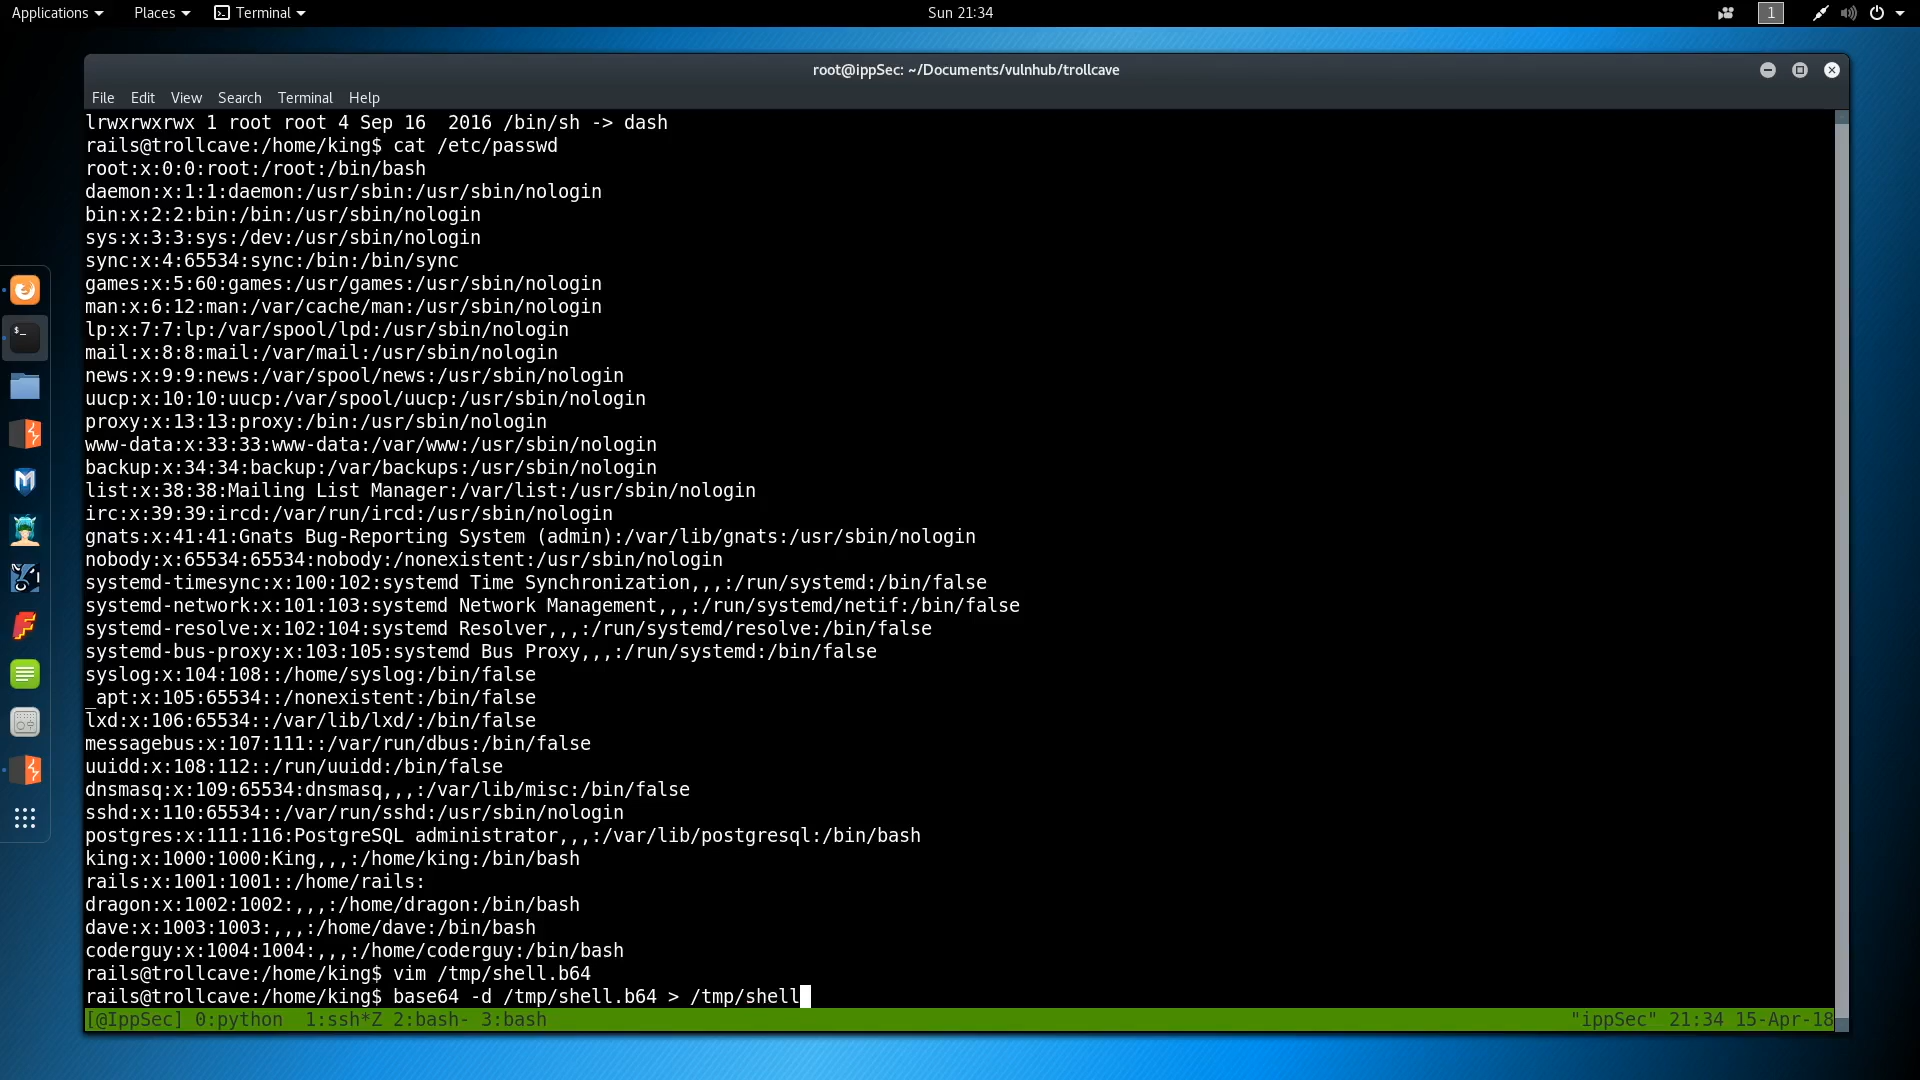 Applications Places Terminal Sun 21:34 1
root@ippSec: ~/Documents/vulnhub/trollcave
File Edit View Search Terminal Help
lrwxrwxrwx 1 root root 4 Sep 16  2016 /bin/sh -> dash
rails@trollcave:/home/king$ cat /etc/passwd
root:x:0:0:root:/root:/bin/bash
daemon:x:1:1:daemon:/usr/sbin:/usr/sbin/nologin
bin:x:2:2:bin:/bin:/usr/sbin/nologin
sys:x:3:3:sys:/dev:/usr/sbin/nologin
sync:x:4:65534:sync:/bin:/bin/sync
games:x:5:60:games:/usr/games:/usr/sbin/nologin
man:x:6:12:man:/var/cache/man:/usr/sbin/nologin
lp:x:7:7:lp:/var/spool/lpd:/usr/sbin/nologin
mail:x:8:8:mail:/var/mail:/usr/sbin/nologin
news:x:9:9:news:/var/spool/news:/usr/sbin/nologin
uucp:x:10:10:uucp:/var/spool/uucp:/usr/sbin/nologin
proxy:x:13:13:proxy:/bin:/usr/sbin/nologin
www-data:x:33:33:www-data:/var/www:/usr/sbin/nologin
backup:x:34:34:backup:/var/backups:/usr/sbin/nologin
list:x:38:38:Mailing List Manager:/var/list:/usr/sbin/nologin
irc:x:39:39:ircd:/var/run/ircd:/usr/sbin/nologin
gnats:x:41:41:Gnats Bug-Reporting System (admin):/var/lib/gnats:/usr/sbin/nologin
nobody:x:65534:65534:nobody:/nonexistent:/usr/sbin/nologin
systemd-timesync:x:100:102:systemd Time Synchronization,,,:/run/systemd:/bin/false
systemd-network:x:101:103:systemd Network Management,,,:/run/systemd/netif:/bin/false
systemd-resolve:x:102:104:systemd Resolver,,,:/run/systemd/resolve:/bin/false
systemd-bus-proxy:x:103:105:systemd Bus Proxy,,,:/run/systemd:/bin/false
syslog:x:104:108::/home/syslog:/bin/false
_apt:x:105:65534::/nonexistent:/bin/false
lxd:x:106:65534::/var/lib/lxd/:/bin/false
messagebus:x:107:111::/var/run/dbus:/bin/false
uuidd:x:108:112::/run/uuidd:/bin/false
dnsmasq:x:109:65534:dnsmasq,,,:/var/lib/misc:/bin/false
sshd:x:110:65534::/var/run/sshd:/usr/sbin/nologin
postgres:x:111:116:PostgreSQL administrator,,,:/var/lib/postgresql:/bin/bash
king:x:1000:1000:King,,,:/home/king:/bin/bash
rails:x:1001:1001::/home/rails:
dragon:x:1002:1002:,,,:/home/dragon:/bin/bash
dave:x:1003:1003:,,,:/home/dave:/bin/bash
coderguy:x:1004:1004:,,,:/home/coderguy:/bin/bash
rails@trollcave:/home/king$ vim /tmp/shell.b64
rails@trollcave:/home/king$ base64 -d /tmp/shell.b64 > /tmp/shell
[@IppSec] 0:python  1:ssh*Z 2:bash- 3:bash "ippSec" 21:34 15-Apr-18